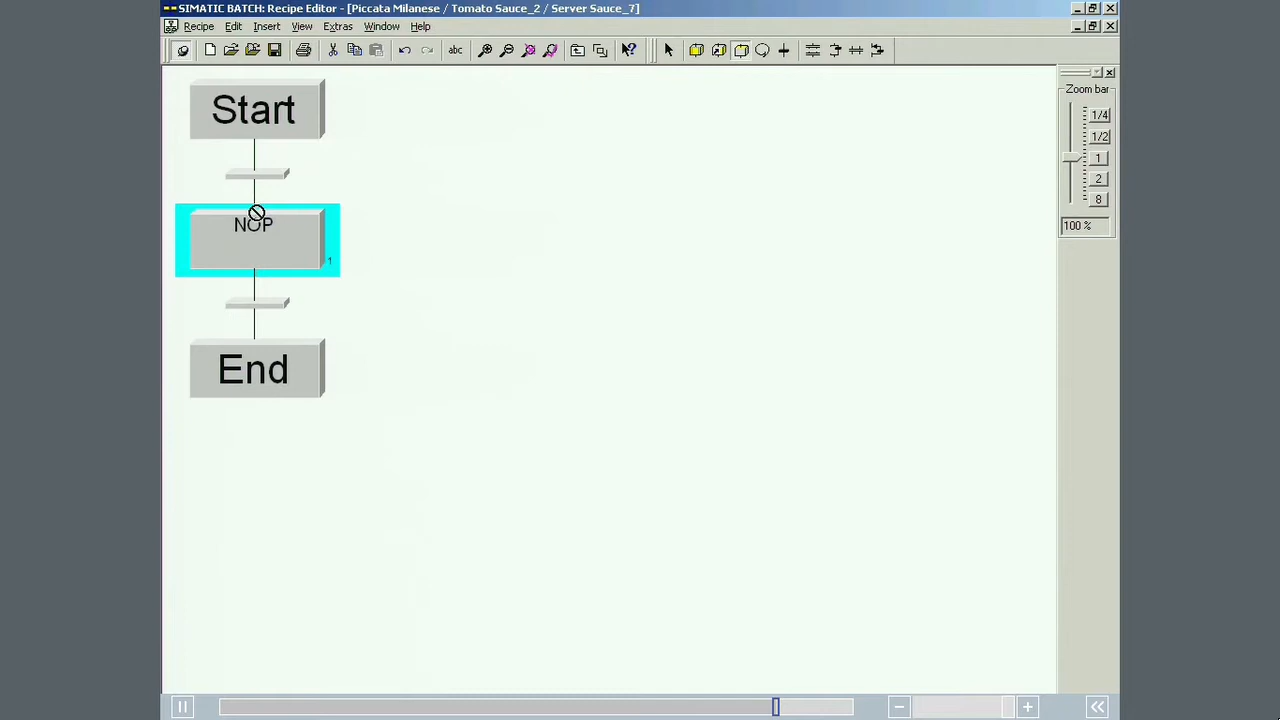 SIMATIC BATCH: Recipe Editor - [Piccata Milanese / Tomato Sauce_2 / Server Sauce_7]
Recipe Edit Insert View Extras Window Help
abc
Zoom bar
1/4
1/2
1
2
8
100 %
Start
NOP
1
End